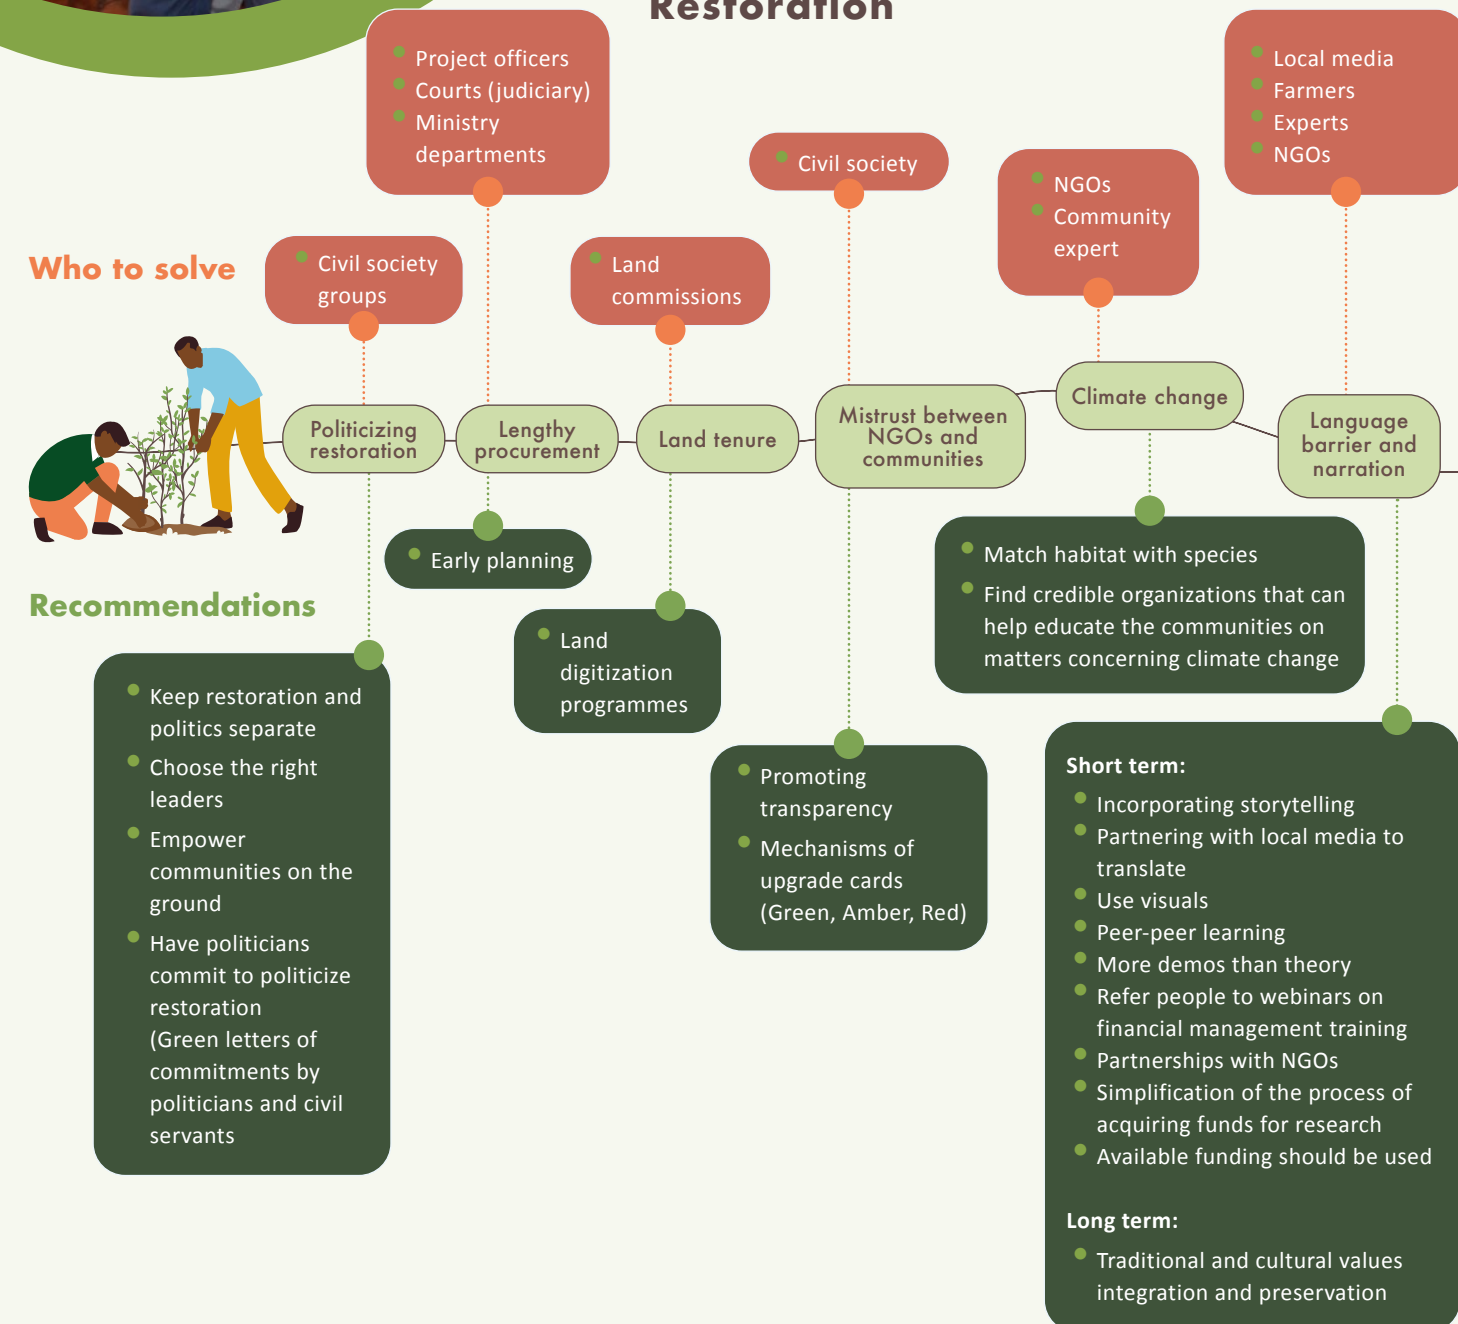 Restoration
Project officers
Courts (judiciary)
Ministry
departments
Local media
Farmers
Experts
NGOs
Civil society
NGOs
Community
expert
Who to solve
Civil society
groups
Land
commissions
Politicizing
restoration
Lengthy
procurement
Land tenure
Mistrust between
NGOs and
communities
Climate change
Language
barrier and
narration
Recommendations
Keep restoration and
politics separate
Choose the right
leaders
Empower
communities on the
ground
Have politicians
commit to politicize
restoration
(Green letters of
commitments by
politicians and civil
servants
Early planning
Land
digitization
programmes
Promoting
transparency
Mechanisms of
upgrade cards
(Green, Amber, Red)
Match habitat with species
Find credible organizations that can
help educate the communities on
matters concerning climate change
Short term:
Incorporating storytelling
Partnering with local media to
translate
Use visuals
Peer-peer learning
More demos than theory
Refer people to webinars on
financial management training
Partnerships with NGOs
Simplification of the process of
acquiring funds for research
Available funding should be used
Long term:
Traditional and cultural values
integration and preservation